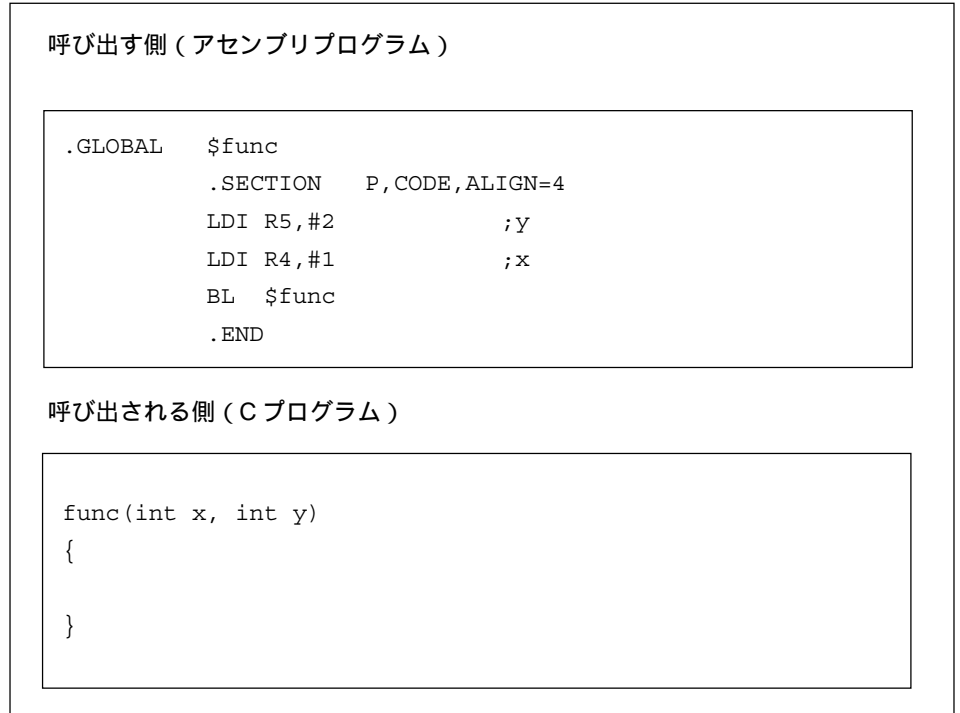 呼び出す側 ( アセンブリプログラム )
.GLOBAL $func
.SECTION P,CODE,ALIGN=4
LDI R5,#2 ;y
LDI R4,#1 ;x
BL $func
.END
呼び出される側 ( C プログラム )
func(int x, int y)
{
}